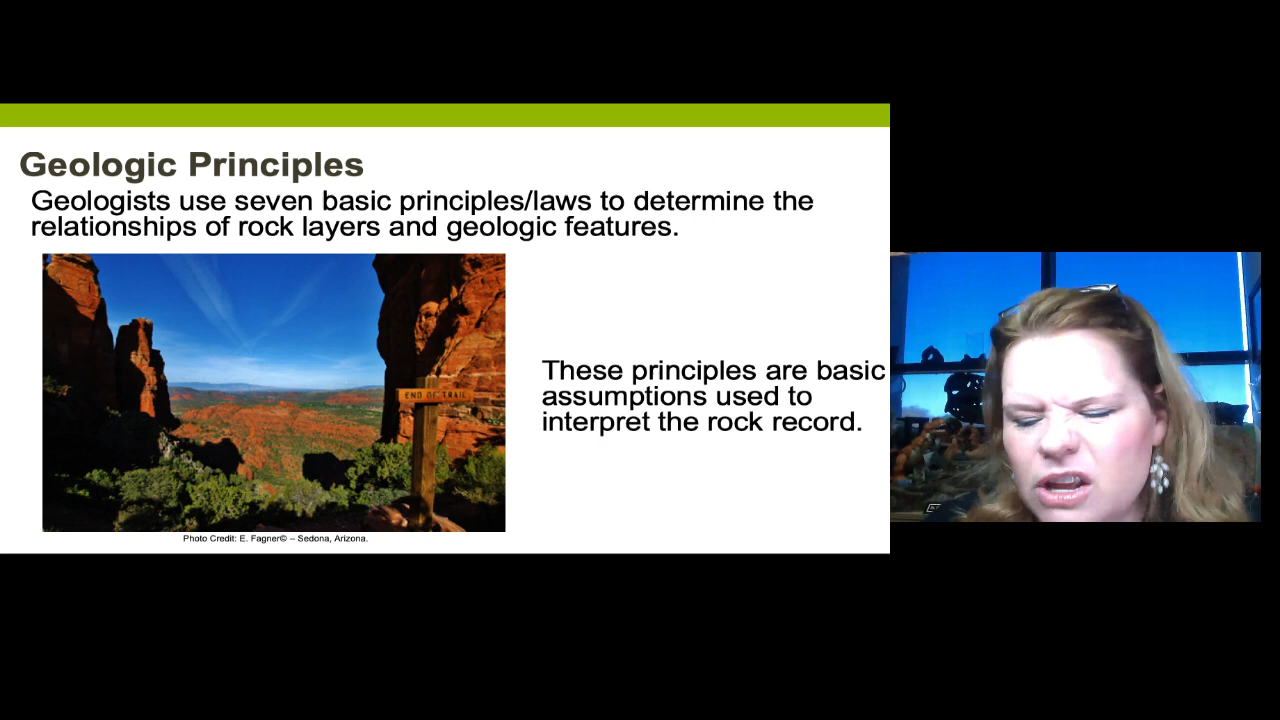 Geologic Principles
Geologists use seven basic principles/laws to determine the
relationships of rock layers and geologic features.
END OF TRAIL
These principles are basic
assumptions used to
interpret the rock record.
Photo Credit: E. Fagner© – Sedona, Arizona.